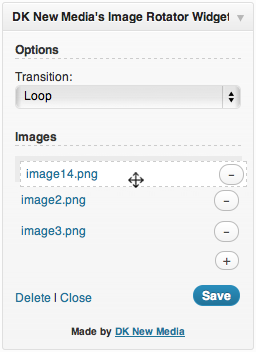 DK New Media's Image Rotator Widget
Options
Transition:
Loop
Images
image14.png
-
image2.png
-
image3.png
-
+
Delete | Close
Save
Made by DK New Media